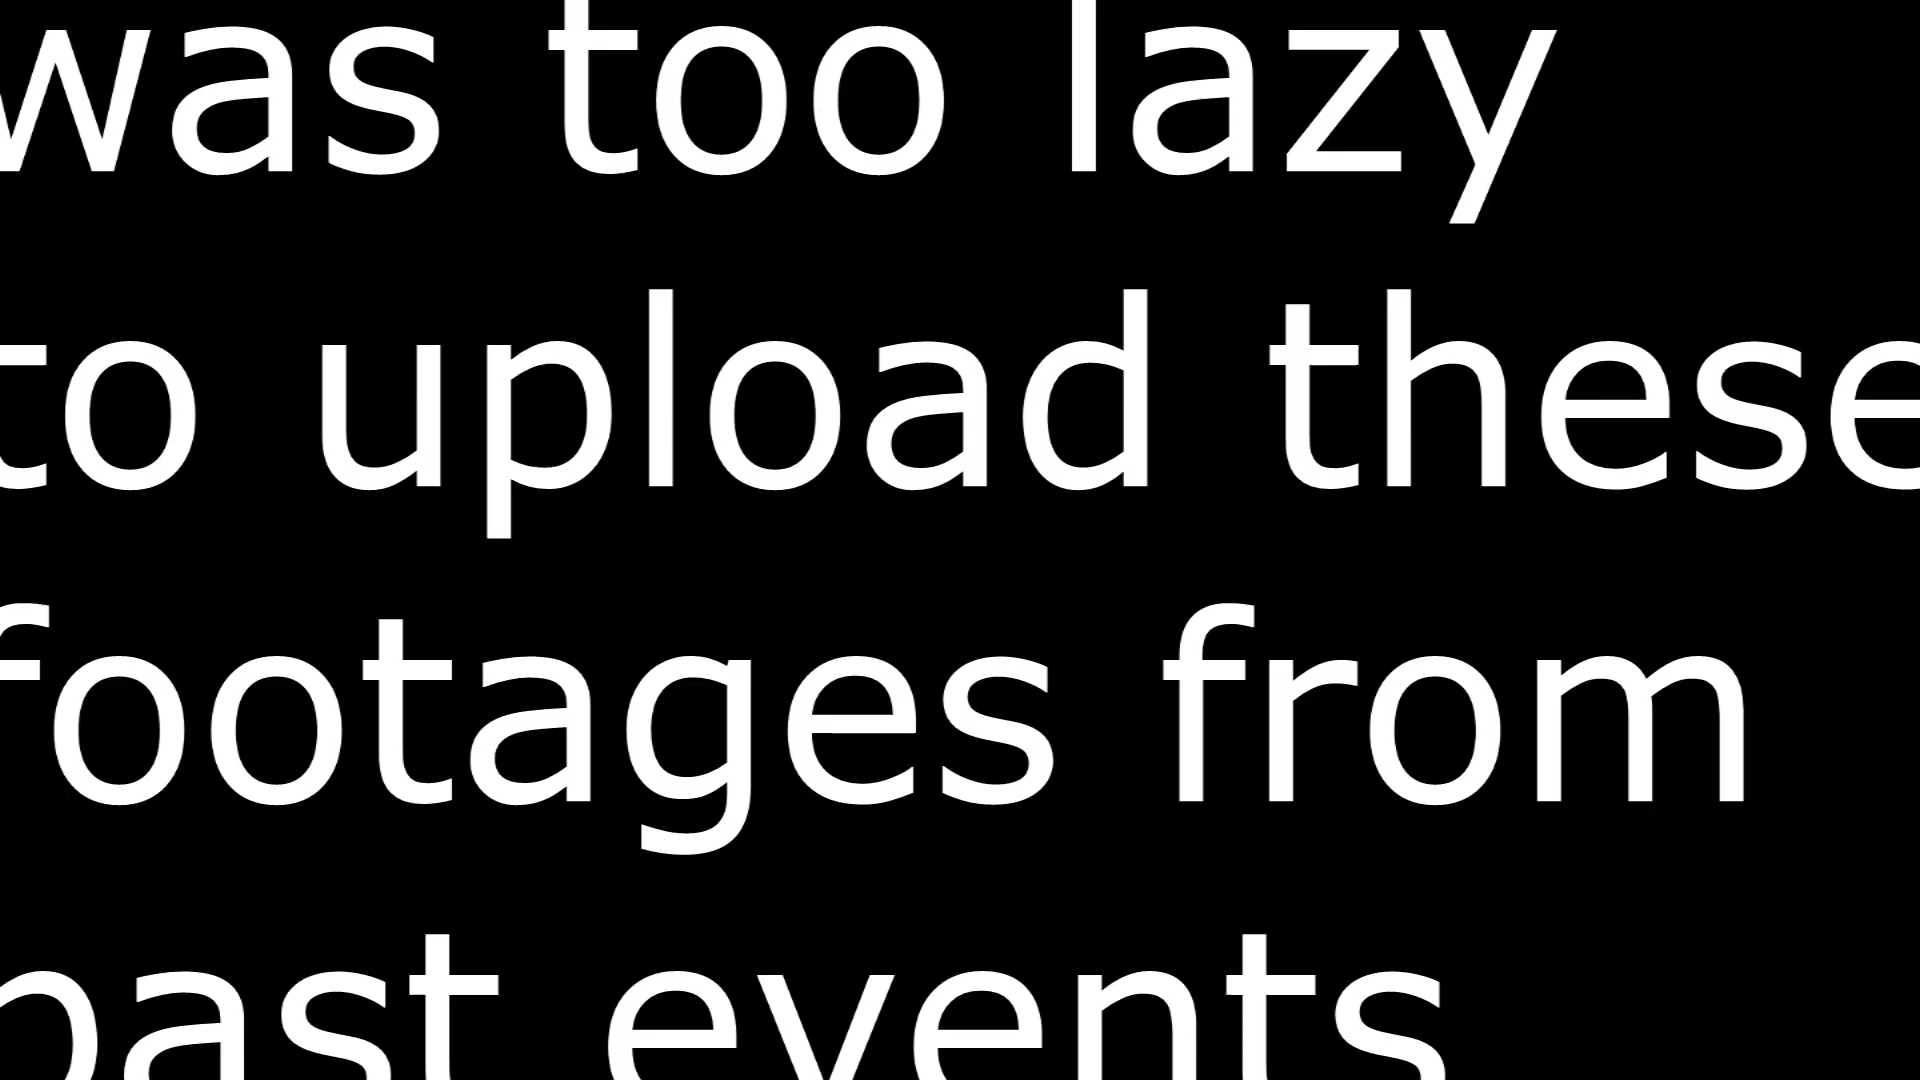 was too lazy
to upload these
footages from
past events